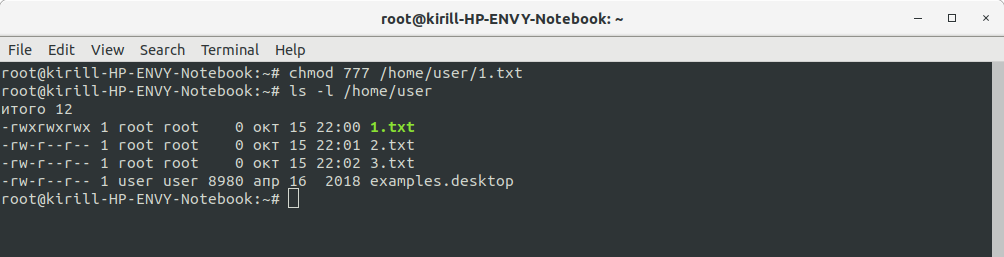 root@kirill-HP-ENVY-Notebook: ~
File Edit View Search Terminal Help
root@kirill-HP-ENVY-Notebook:~# chmod 777 /home/user/1.txt
root@kirill-HP-ENVY-Notebook:~# ls -l /home/user
итого 12
-rwxrwxrwx 1 root root    0 окт 15 22:00 1.txt
-rw-r--r-- 1 root root    0 окт 15 22:01 2.txt
-rw-r--r-- 1 root root    0 окт 15 22:02 3.txt
-rw-r--r-- 1 user user 8980 апр 16  2018 examples.desktop
root@kirill-HP-ENVY-Notebook:~#